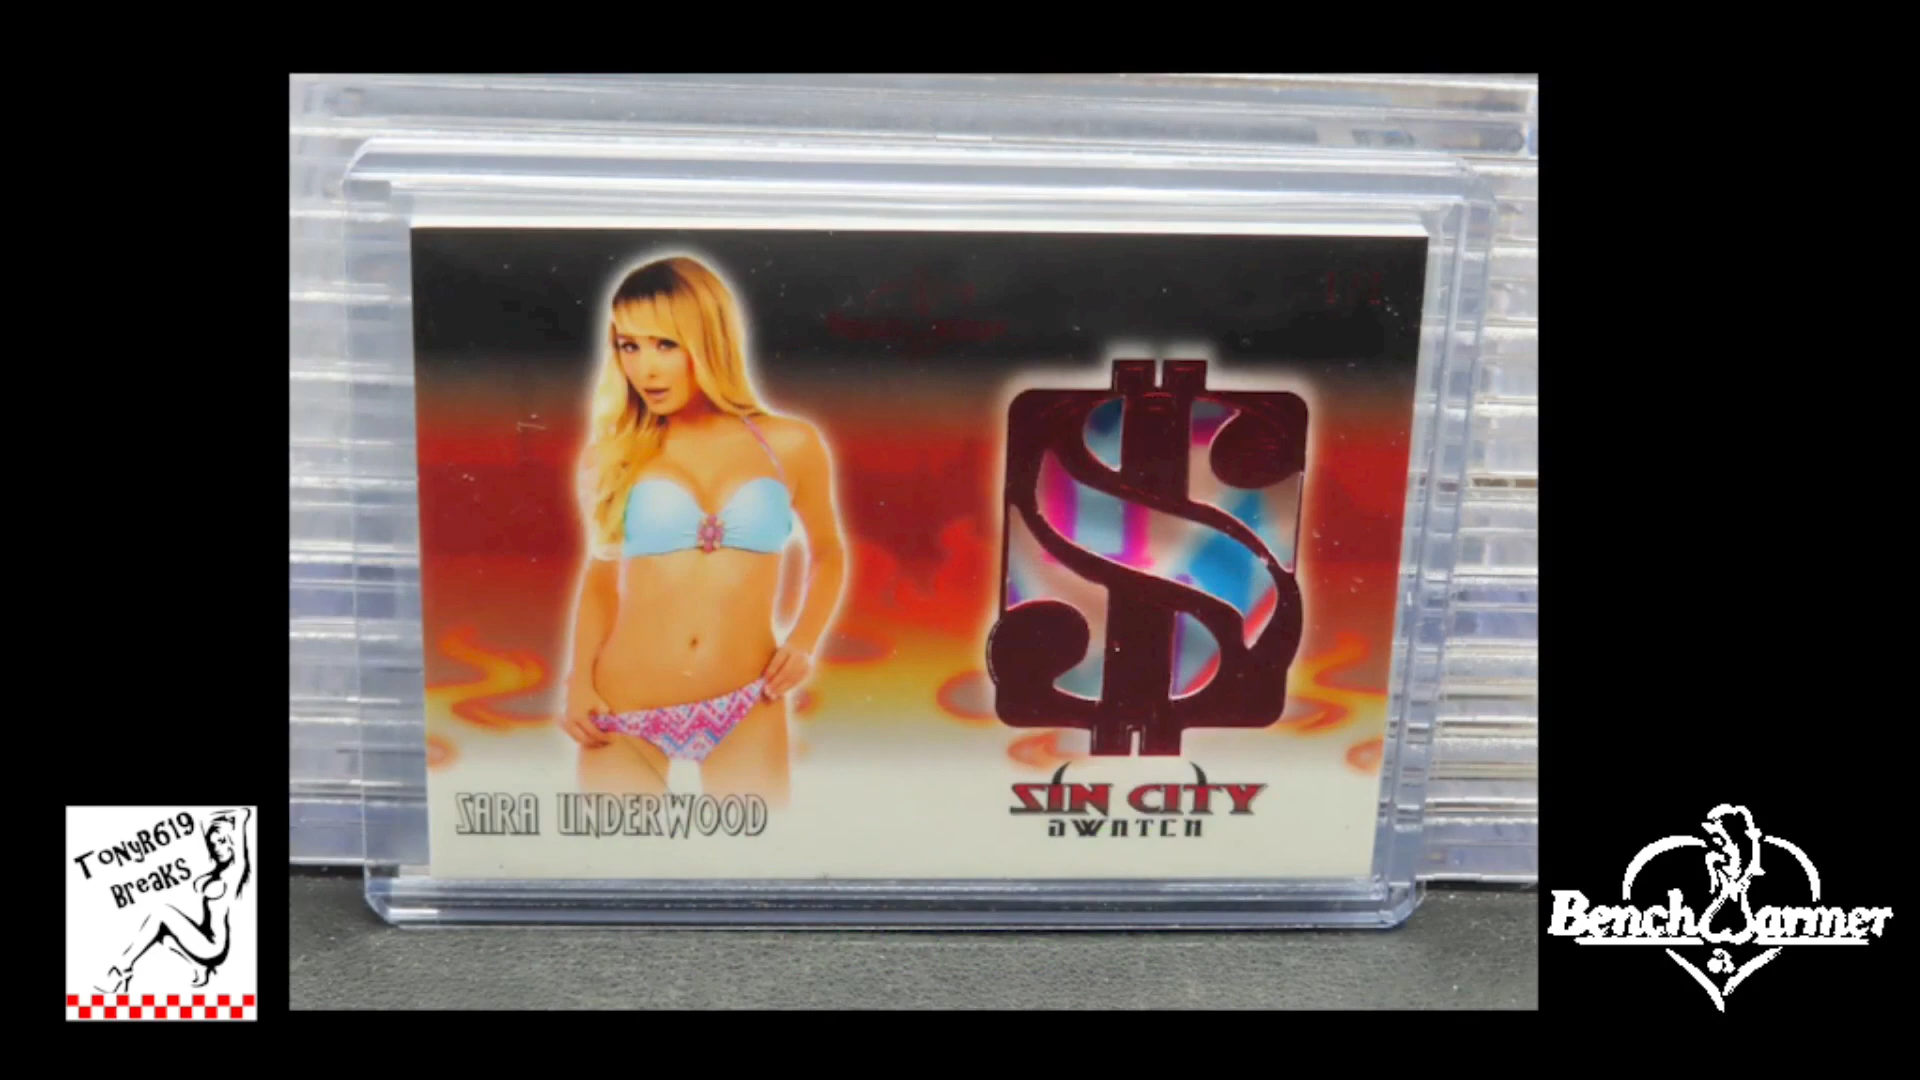 SARA UNDERWOOD
SIN CITY
SWATCH
TonyR619
Breaks
BenchWarmer